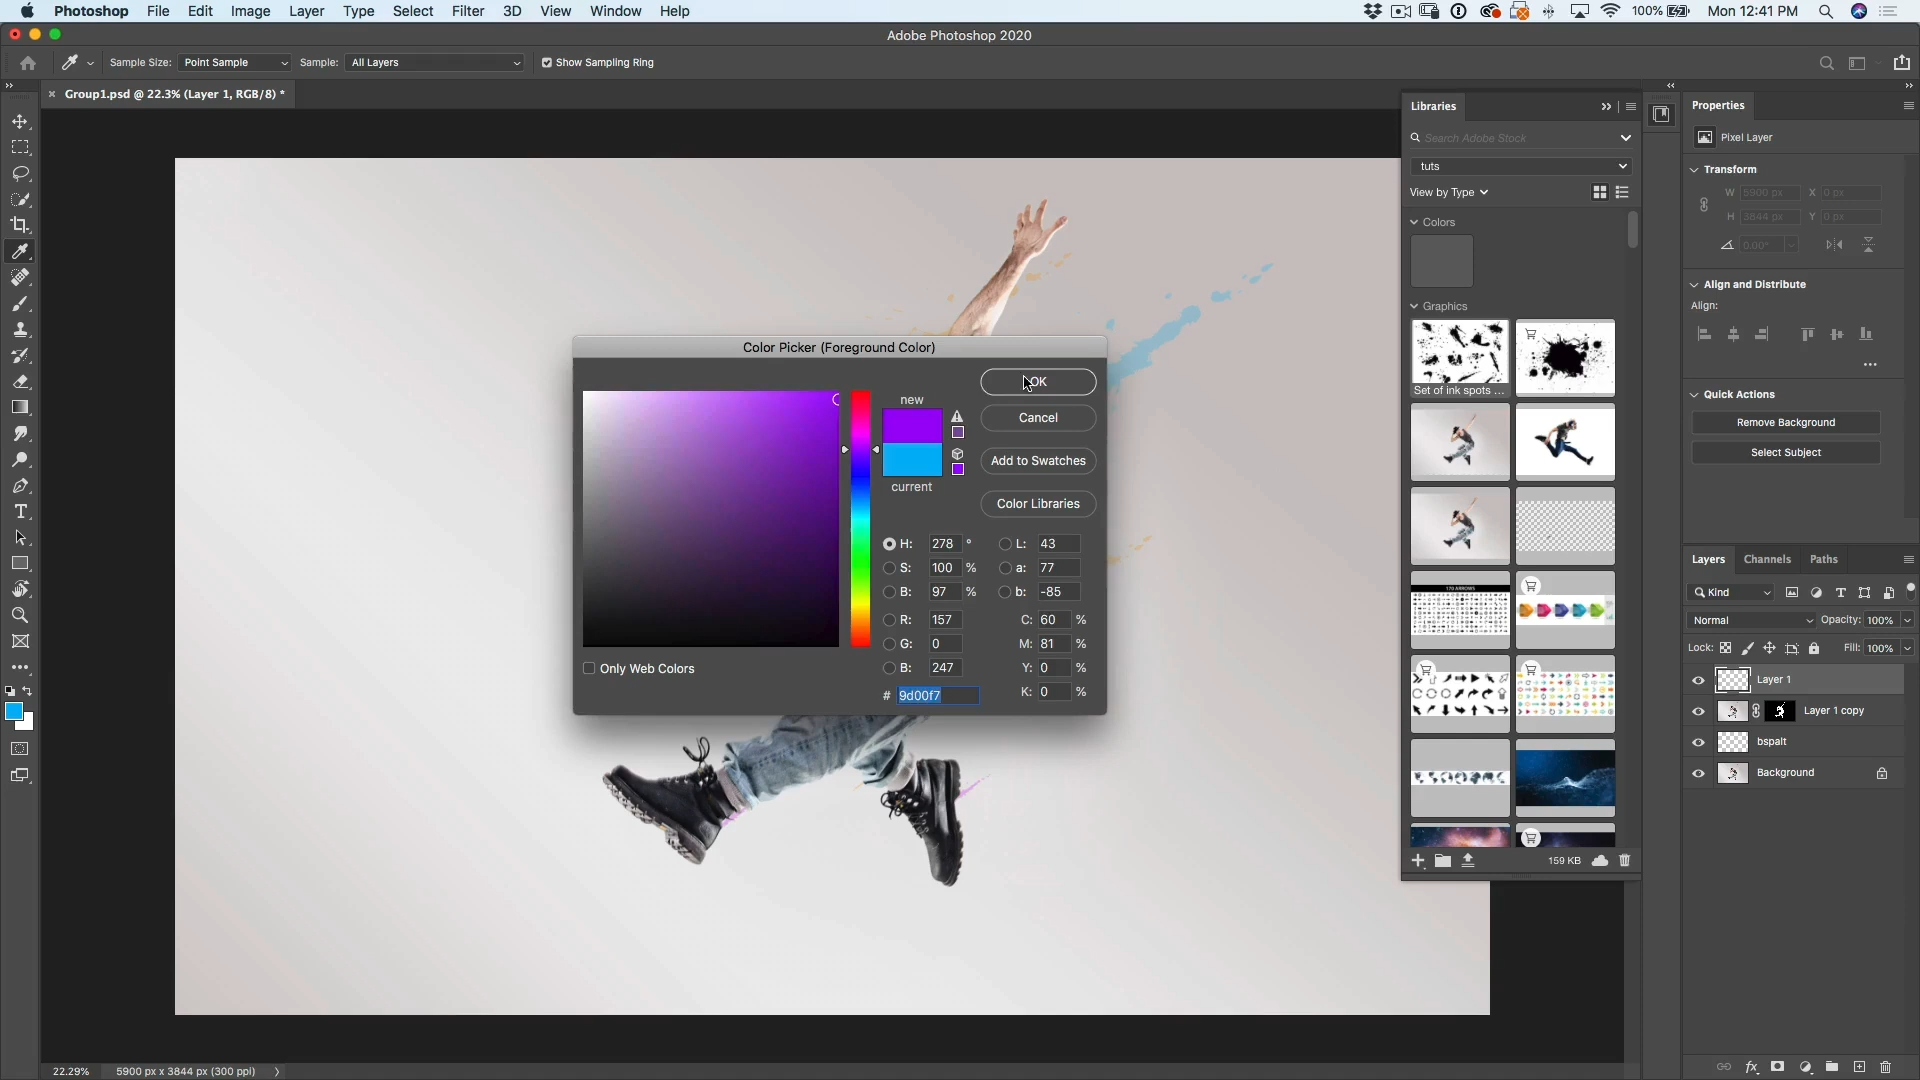 Photoshop File Edit Image Layer Type Select Filter 3D View Window Help 100% Mon 12:41 PM
Adobe Photoshop 2020
Sample Size: Point Sample Sample: All Layers Show Sampling Ring
Group1.psd @ 22.3% (Layer 1, RGB/8) *
Libraries
Search Adobe Stock
tuts
View by Type
Colors
Graphics
Set of ink spots ...
170 ARROWS
159 KB
Properties
Pixel Layer
Transform
W 5900 px X 0 px
H 3844 px Y 0 px
0.00°
Align and Distribute
Align:
Quick Actions
Remove Background
Select Subject
Layers Channels Paths
Kind
Normal Opacity: 100%
Lock: Fill: 100%
Layer 1
Layer 1 copy
bspalt
Background
Color Picker (Foreground Color)
new
current
OK
Cancel
Add to Swatches
Color Libraries
H: 278 ° L: 43
S: 100 % a: 77
B: 97 % b: -85
R: 157 C: 60 %
G: 0 M: 81 %
B: 247 Y: 0 %
# 9d00f7 K: 0 %
Only Web Colors
22.29% 5900 px x 3844 px (300 ppi)